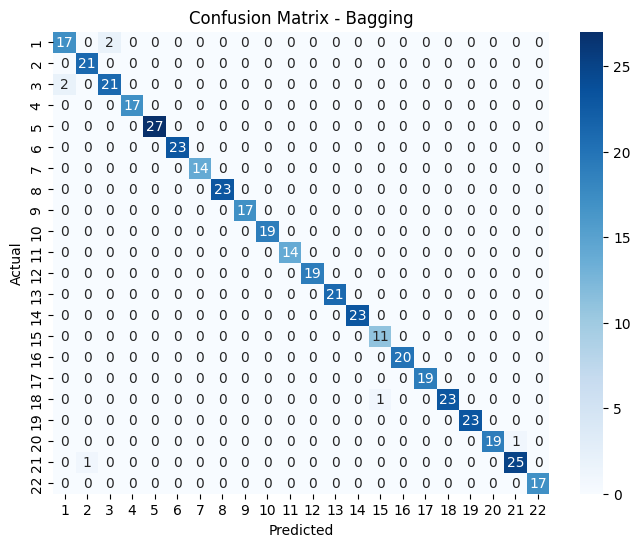 Confusion Matrix - Bagging
Actual
1 17 0 2 0 0 0 0 0 0 0 0 0 0 0 0 0 0 0 0 0 0 0
2 0 21 0 0 0 0 0 0 0 0 0 0 0 0 0 0 0 0 0 0 0 0
3 2 0 21 0 0 0 0 0 0 0 0 0 0 0 0 0 0 0 0 0 0 0
4 0 0 0 17 0 0 0 0 0 0 0 0 0 0 0 0 0 0 0 0 0 0
5 0 0 0 0 27 0 0 0 0 0 0 0 0 0 0 0 0 0 0 0 0 0
6 0 0 0 0 0 23 0 0 0 0 0 0 0 0 0 0 0 0 0 0 0 0
7 0 0 0 0 0 0 14 0 0 0 0 0 0 0 0 0 0 0 0 0 0 0
8 0 0 0 0 0 0 0 23 0 0 0 0 0 0 0 0 0 0 0 0 0 0
9 0 0 0 0 0 0 0 0 17 0 0 0 0 0 0 0 0 0 0 0 0 0
10 0 0 0 0 0 0 0 0 0 19 0 0 0 0 0 0 0 0 0 0 0 0
11 0 0 0 0 0 0 0 0 0 0 14 0 0 0 0 0 0 0 0 0 0 0
12 0 0 0 0 0 0 0 0 0 0 0 19 0 0 0 0 0 0 0 0 0 0
13 0 0 0 0 0 0 0 0 0 0 0 0 21 0 0 0 0 0 0 0 0 0
14 0 0 0 0 0 0 0 0 0 0 0 0 0 23 0 0 0 0 0 0 0 0
15 0 0 0 0 0 0 0 0 0 0 0 0 0 0 11 0 0 0 0 0 0 0
16 0 0 0 0 0 0 0 0 0 0 0 0 0 0 0 20 0 0 0 0 0 0
17 0 0 0 0 0 0 0 0 0 0 0 0 0 0 0 0 19 0 0 0 0 0
18 0 0 0 0 0 0 0 0 0 0 0 0 0 0 1 0 0 23 0 0 0 0
19 0 0 0 0 0 0 0 0 0 0 0 0 0 0 0 0 0 0 23 0 0 0
20 0 0 0 0 0 0 0 0 0 0 0 0 0 0 0 0 0 0 0 19 1 0
21 0 1 0 0 0 0 0 0 0 0 0 0 0 0 0 0 0 0 0 0 25 0
22 0 0 0 0 0 0 0 0 0 0 0 0 0 0 0 0 0 0 0 0 0 17
1 2 3 4 5 6 7 8 9 10 11 12 13 14 15 16 17 18 19 20 21 22
Predicted
25
20
15
10
5
0